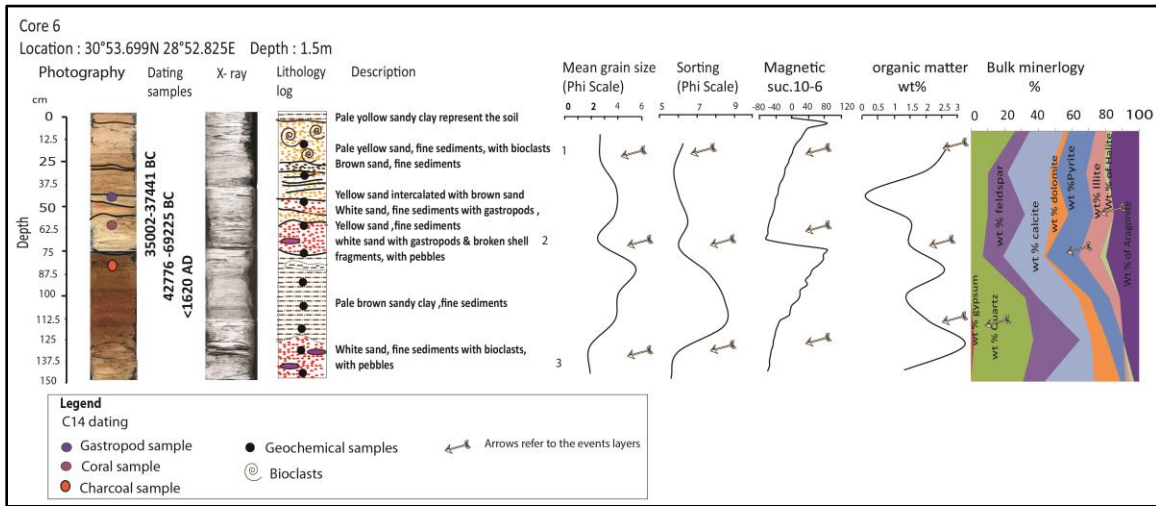 Core 6
Location : 30°53.699N 28°52.825E Depth : 1.5m
Photography
Dating samples
X- ray
Lithology log
Description
Mean grain size (Phi Scale)
Sorting (Phi Scale)
Magnetic suc.10-6
organic matter wt%
Bulk minerlogy %
cm
0
12.5
25
37.5
50
62.5
75
87.5
100
112.5
137.5
150
Depth
35002-37441 BC
42776 -69225 BC
<1620 AD
Pale yellow sandy clay represent the soil
Pale yellow sand, fine sediments, with bioclasts
Brown sand, fine sediments
Yellow sand intercalated with brown sand
White sand, fine sediments with gastropods ,
Yellow sand ,fine sediments
white sand with gastropods & broken shell
fragments, with pebbles
Pale brown sandy clay ,fine sediments
White sand, fine sediments with bioclasts,
with pebbles
1
2
3
0 2 4 6
5 7 9
-80 -40 0 40 80 120
0 0.5 1 1.5 2 2.5 3
0 20 40 60 80 100
wt % gypsum
wt % Quartz
wt % feldspar
wt % calcite
wt % dolomite
wt %Pyrite
wt% Illite
wt % of Halite
Wt % of Aragonite
Legend
C14 dating
Gastropod sample
Coral sample
Charcoal sample
Geochemical samples
Bioclasts
Arrows refer to the events layers